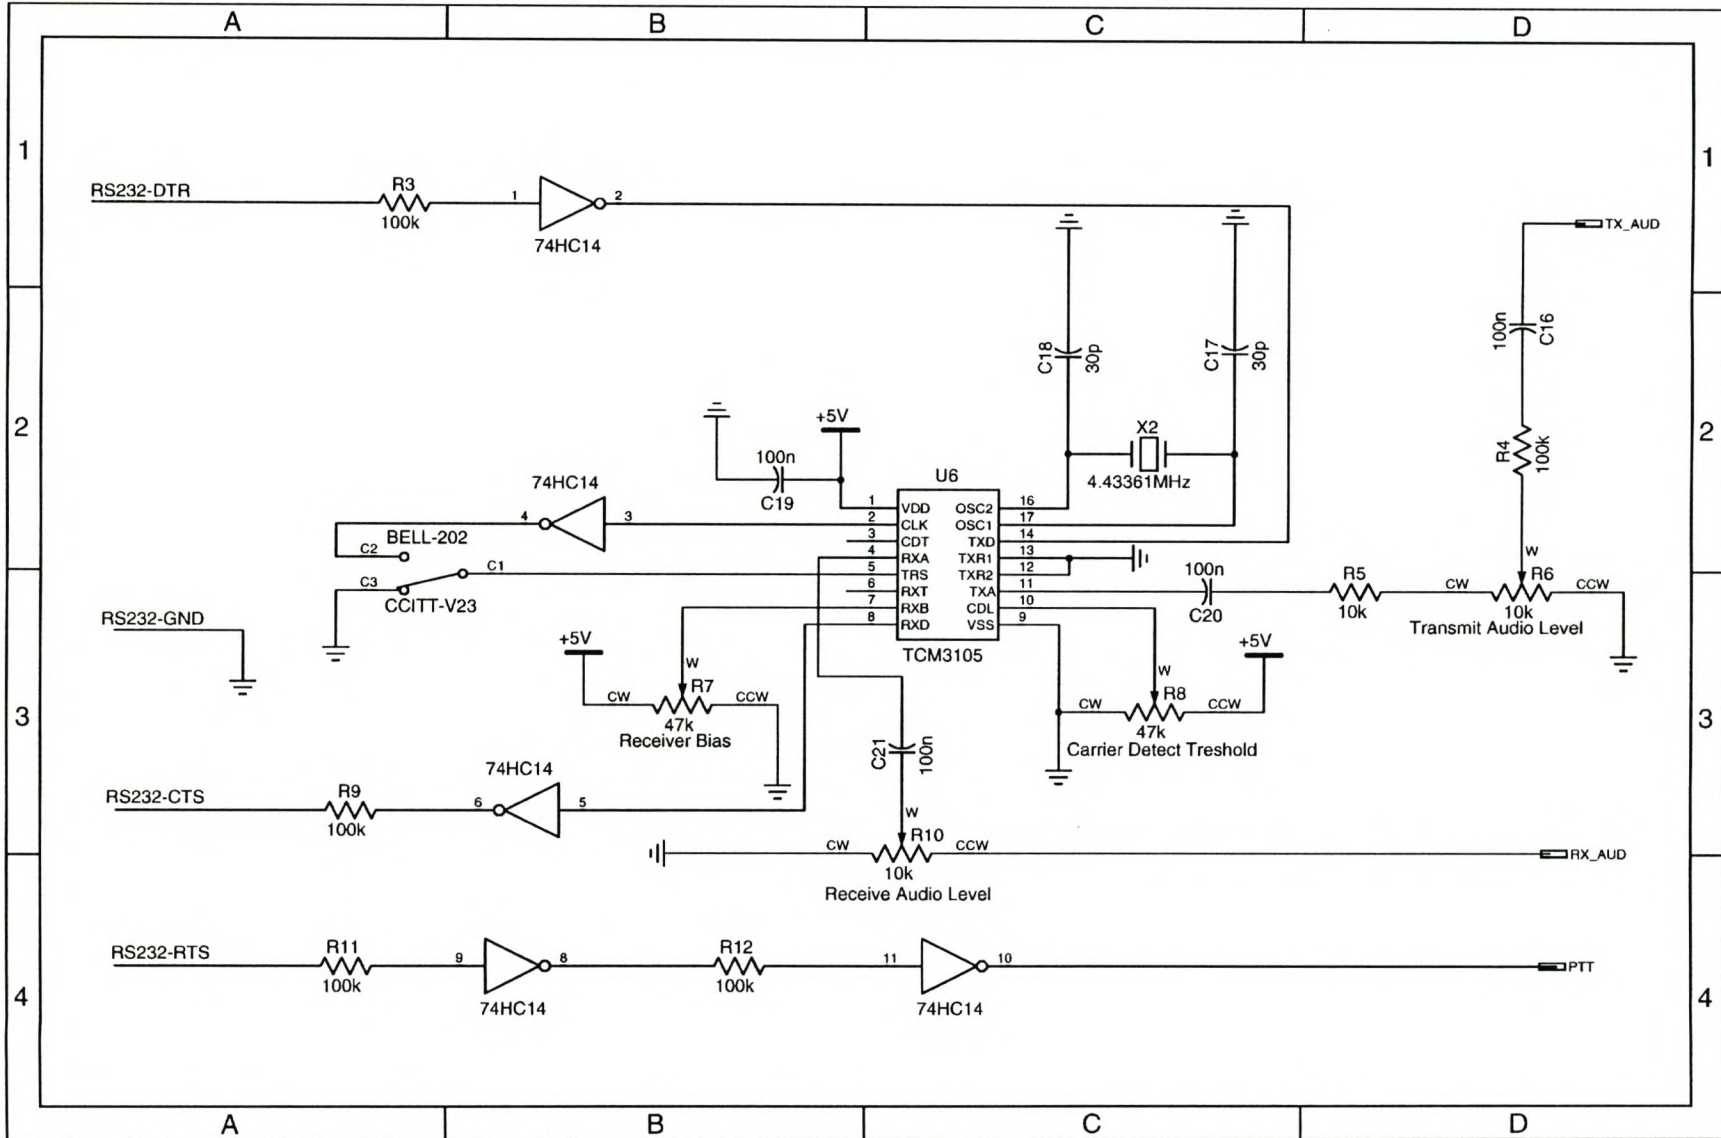 A B C D
1 1
RS232-DTR
R3
100k
1 2
74HC14
TX_AUD
100n
C16
C18
30p
C17
30p
2 2
+5V
X2
4.43361MHz
R4
100k
100n
C19
74HC14
4 3
U6
1 VDD OSC2 16
2 CLK OSC1 17
3 CDT TXD 14
4 RXA TXR1 13
5 TRS TXR2 12
6 RXT TXA 11
7 RXB CDL 10
8 RXD VSS 9
TCM3105
BELL-202
C2
C1
C3
CCITT-V23
100n
C20
R5
10k
W
CW R6 CCW
10k
Transmit Audio Level
RS232-GND
+5V
W
CW R7 CCW
47k
Receiver Bias
+5V
W
CW R8 CCW
47k
Carrier Detect Treshold
3 3
C21
100n
RS232-CTS
R9
100k
74HC14
6 5
W
CW R10 CCW
10k
Receive Audio Level
RX_AUD
RS232-RTS
R11
100k
9 8
74HC14
R12
100k
11 10
74HC14
PTT
4 4
A B C D